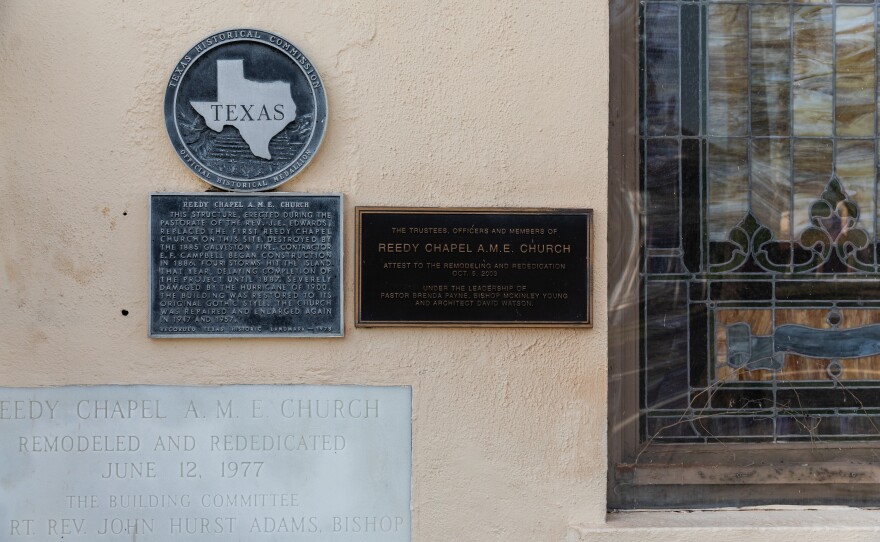 TEXAS HISTORICAL COMMISSION
TEXAS
OFFICIAL HISTORICAL MEDALLION
REEDY CHAPEL A.M.E. CHURCH
THIS STRUCTURE, ERECTED DURING THE
PASTORATE OF THE REV. J.E. EDWARDS,
REPLACED THE FIRST REEDY CHAPEL
CHURCH ON THIS SITE, DESTROYED BY
THE 1885 GALVESTON FIRE. CONTRACTOR
E.F. CAMPBELL BEGAN CONSTRUCTION
IN 1886. FOUR STORMS HIT THE ISLAND
THAT YEAR, DELAYING COMPLETION OF
THE PROJECT UNTIL 1887. SEVERELY
DAMAGED BY THE HURRICANE OF 1900,
THE BUILDING WAS RESTORED TO ITS
ORIGINAL GOTHIC STYLE. THE CHURCH
WAS REPAIRED AND ENLARGED AGAIN
IN 1947 AND 1957.
RECORDED TEXAS HISTORIC LANDMARK - 1978
THE TRUSTEES, OFFICERS AND MEMBERS OF
REEDY CHAPEL A.M.E. CHURCH
ATTEST TO THE REMODELING AND REDEDICATION
OCT. 6, 2002
UNDER THE LEADERSHIP OF
PASTOR BRENDA PAYNE, BISHOP MCKINLEY YOUNG
AND ARCHITECT DAVID WATSON.
EEDY CHAPEL A. M. E. CHURCH
REMODELED AND REDEDICATED
JUNE 12, 1977
THE BUILDING COMMITTEE
RT. REV. JOHN HURST ADAMS, BISHOP